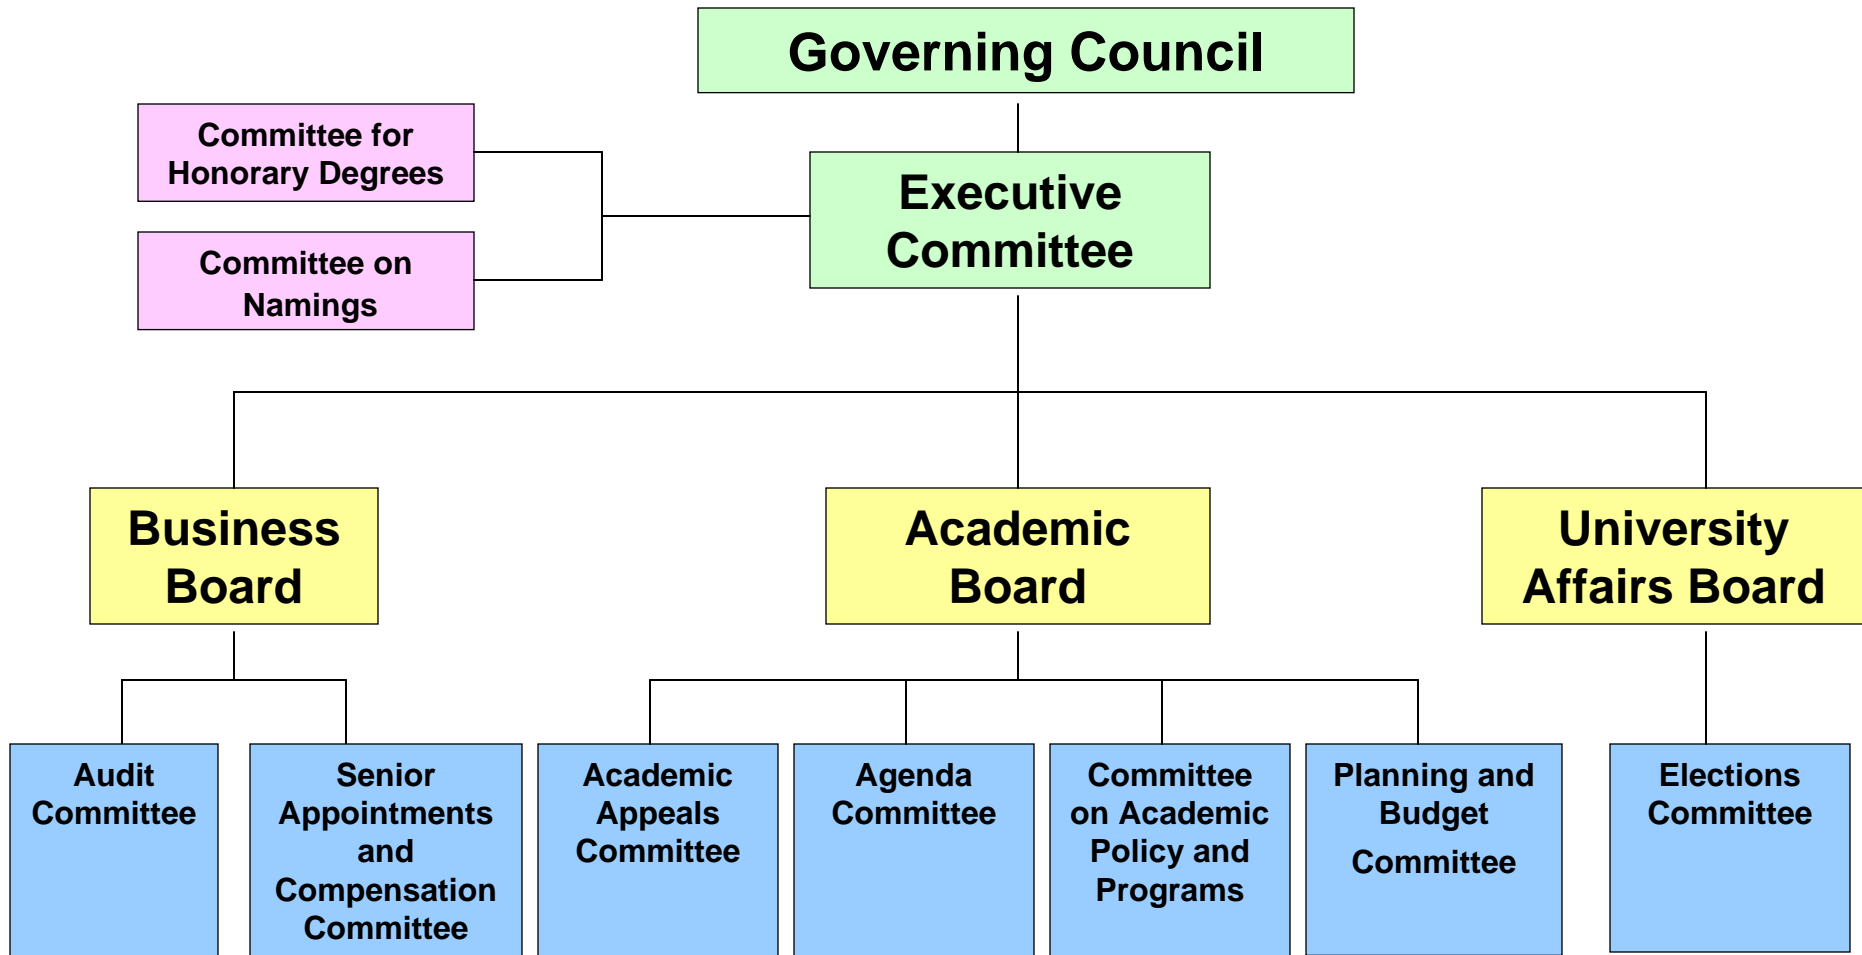 Governing Council
Committee for
Honorary Degrees
Executive
Committee
Committee on
Namings
Business
Board
Academic
Board
University
Affairs Board
Audit
Committee
Senior
Appointments
and
Compensation
Committee
Academic
Appeals
Committee
Agenda
Committee
Committee
on Academic
Policy and
Programs
Planning and
Budget
Committee
Elections
Committee